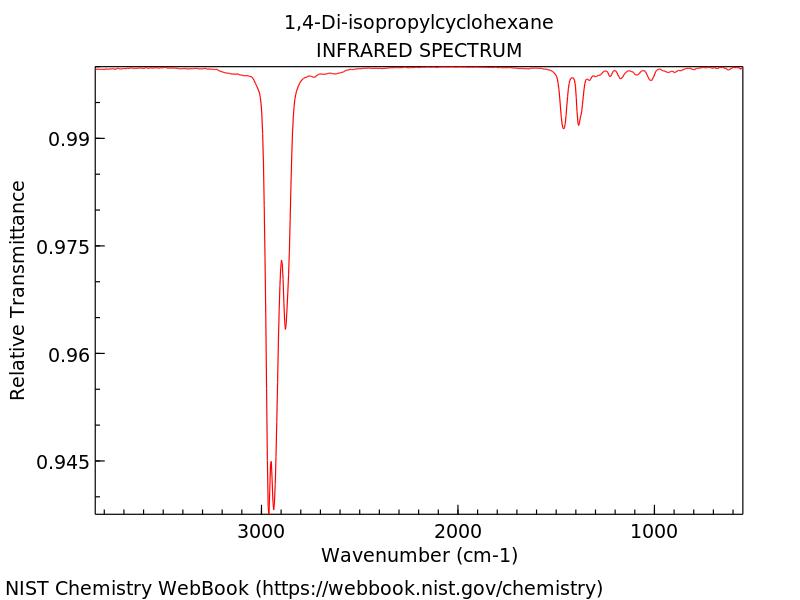 1,4-Di-isopropylcyclohexane
INFRARED SPECTRUM
0.99
0.975
0.96
0.945
Relative Transmittance
3000 2000 1000
Wavenumber (cm-1)
NIST Chemistry WebBook (https://webbook.nist.gov/chemistry)